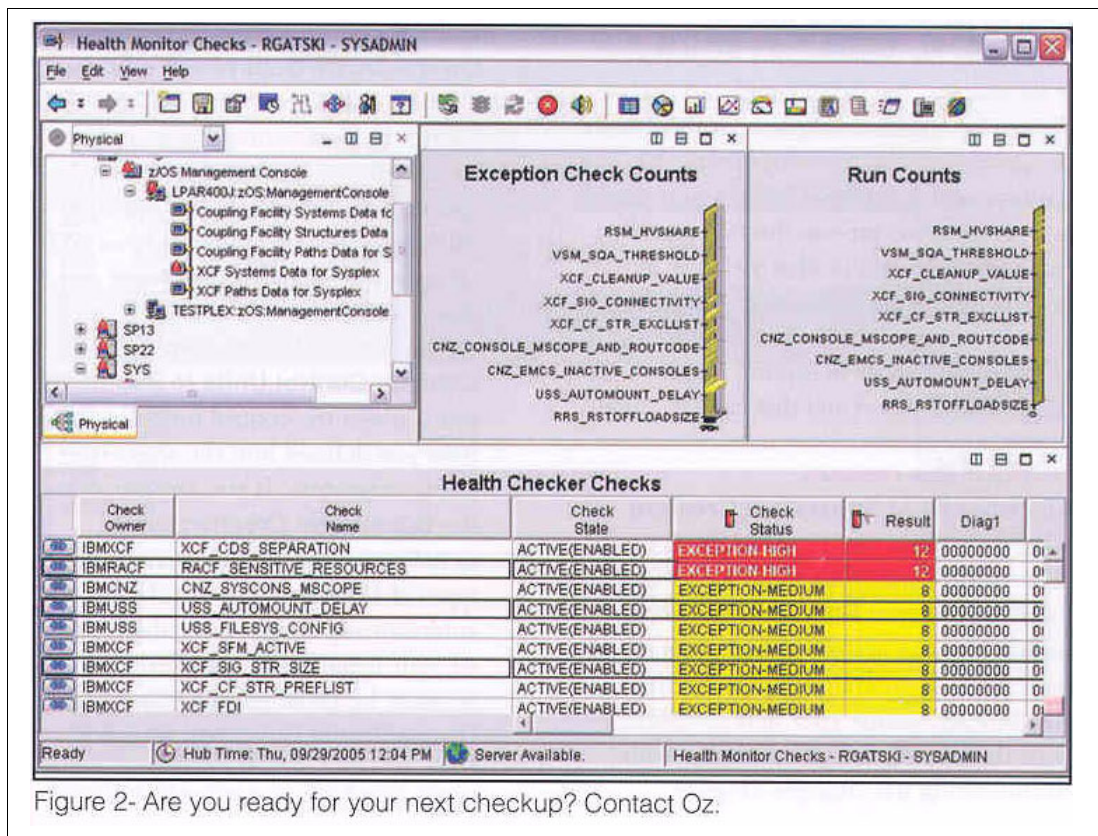 Health Monitor Checks - RGATSKI - SYSADMIN
File Edit View Help
Physical
z/OS Management Console
LPAR400J:zOS:ManagementConsole
Coupling Facility Systems Data fo
Coupling Facility Structures Data
Coupling Facility Paths Data for S
XCF Systems Data for Sysplex
XCF Paths Data for Sysplex
TESTPLEX:zOS:ManagementConsole
SP13
SP22
SYS
Physical
Exception Check Counts
RSM_HVSHARE
VSM_SQA_THRESHOLD
XCF_CLEANUP_VALUE
XCF_SIG_CONNECTIVITY
XCF_CF_STR_EXCLLIST
CNZ_CONSOLE_MSCOPE_AND_ROUTCODE
CNZ_EMCS_INACTIVE_CONSOLES
USS_AUTOMOUNT_DELAY
RRS_RSTOFFLOADSIZE
Run Counts
RSM_HVSHARE
VSM_SQA_THRESHOLD
XCF_CLEANUP_VALUE
XCF_SIG_CONNECTIVITY
XCF_CF_STR_EXCLLIST
CNZ_CONSOLE_MSCOPE_AND_ROUTCODE
CNZ_EMCS_INACTIVE_CONSOLES
USS_AUTOMOUNT_DELAY
RRS_RSTOFFLOADSIZE
Health Checker Checks
Check Owner Check Name Check State Check Status Result Diag1
IBMXCF XCF_CDS_SEPARATION ACTIVE(ENABLED) EXCEPTION-HIGH 12 00000000 0
IBMRACF RACF_SENSITIVE_RESOURCES ACTIVE(ENABLED) EXCEPTION-HIGH 12 00000000 0
IBMCNZ CNZ_SYSCONS_MSCOPE ACTIVE(ENABLED) EXCEPTION-MEDIUM 8 00000000 0
IBMUSS USS_AUTOMOUNT_DELAY ACTIVE(ENABLED) EXCEPTION-MEDIUM 8 00000000 0
IBMUSS USS_FILESYS_CONFIG ACTIVE(ENABLED) EXCEPTION-MEDIUM 8 00000000 0
IBMXCF XCF_SFM_ACTIVE ACTIVE(ENABLED) EXCEPTION-MEDIUM 8 00000000 0
IBMXCF XCF_SIG_STR_SIZE ACTIVE(ENABLED) EXCEPTION-MEDIUM 8 00000000 0
IBMXCF XCF_CF_STR_PREFLIST ACTIVE(ENABLED) EXCEPTION-MEDIUM 8 00000000 0
IBMXCF XCF_FDI ACTIVE(ENABLED) EXCEPTION-MEDIUM 8 00000000 0
Ready Hub Time: Thu, 09/29/2005 12:04 PM Server Available. Health Monitor Checks - RGATSKI - SYSADMIN
Figure 2- Are you ready for your next checkup? Contact Oz.